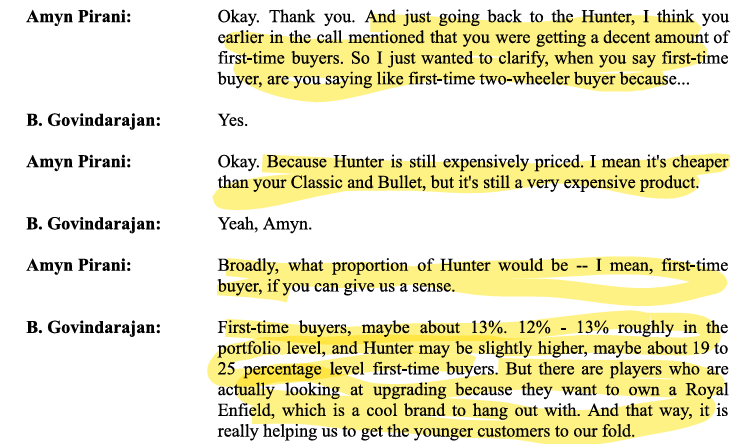 Amyn Pirani: Okay. Thank you. And just going back to the Hunter, I think you
earlier in the call mentioned that you were getting a decent amount of
first-time buyers. So I just wanted to clarify, when you say first-time
buyer, are you saying like first-time two-wheeler buyer because...
B. Govindarajan: Yes.
Amyn Pirani: Okay. Because Hunter is still expensively priced. I mean it's cheaper
than your Classic and Bullet, but it's still a very expensive product.
B. Govindarajan: Yeah, Amyn.
Amyn Pirani: Broadly, what proportion of Hunter would be -- I mean, first-time
buyer, if you can give us a sense.
B. Govindarajan: First-time buyers, maybe about 13%. 12% - 13% roughly in the
portfolio level, and Hunter may be slightly higher, maybe about 19 to
25 percentage level first-time buyers. But there are players who are
actually looking at upgrading because they want to own a Royal
Enfield, which is a cool brand to hang out with. And that way, it is
really helping us to get the younger customers to our fold.